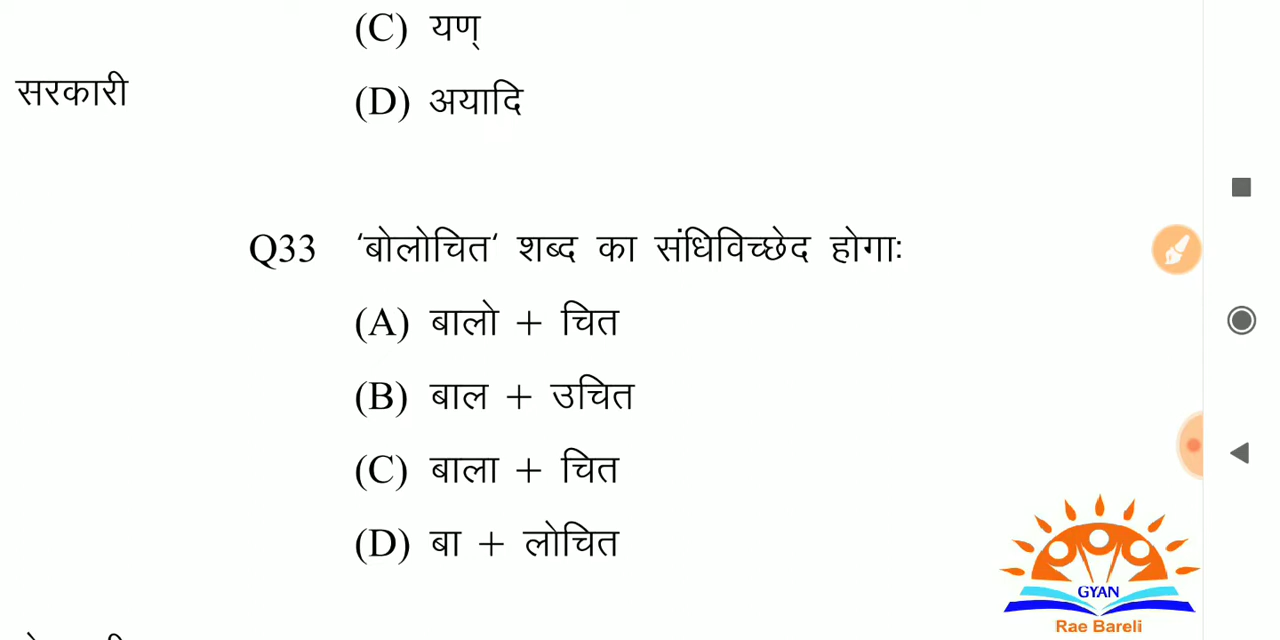 (C) यण्
सरकारी
(D) अयादि
Q33 ‘बोलोचित‘ शब्द का संधिविच्छेद होगाः
(A) बालो + चित
(B) बाल + उचित
(C) बाला + चित
(D) बा + लोचित
GYAN
Rae Bareli